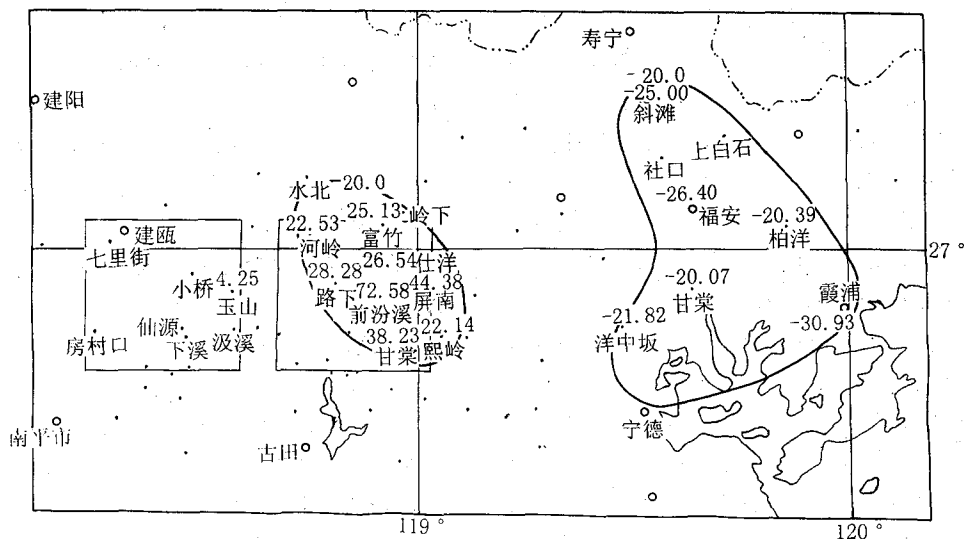 寿宁
-20.0
-25.00
斜滩
建阳
上白石
社口
水北
-20.0
-26.40
福安
-25.13
岭下
-20.39
柏洋
22.53
富竹
建瓯
七里街
河岭
26.54
仕洋
27°
28.28
44.38
-20.07
小桥
4.25
路下
72.58
屏南
甘棠
霞浦
玉山
前汾溪
-21.82
-30.93
仙源
38.23
22.14
洋中坂
房村口
下溪
汲溪
甘棠
熙岭
宁德
南平市
古田
119°
120°